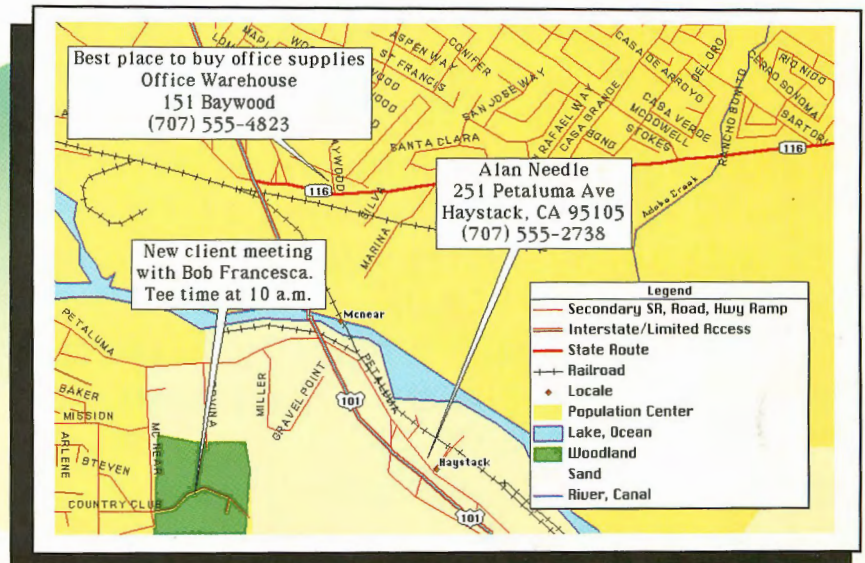 Best place to buy office supplies
Office Warehouse
151 Baywood
(707) 555-4823
Alan Needle
251 Petaluma Ave
Haystack, CA 95105
(707) 555-2738
New client meeting
with Bob Francesca.
Tee time at 10 a.m.
ASPEN WAY
CONIFER
ST FRANCIS
SAN JOSE WAY
SANTA CLARA
RAFAEL WAY
CASA GRANDE
CASA DE ARROYO
DEL ORO
CASA VERDE
MCDOWELL
STOKES
RANCHO BONITO
RIO NIDO
SONOMA
116
116
SILVA
MARINA
Adobe Creek
Mcnear
PETALUMA
PETALUMA
BAKER
MISSION
ARLENE
STEVEN
MC NEAR
COUNTRY CLUB
MILLER
GRAVEL POINT
101
Haystack
101
Legend
Secondary SR, Road, Hwy Ramp
Interstate/Limited Access
State Route
Railroad
Locale
Population Center
Lake, Ocean
Woodland
Sand
River, Canal